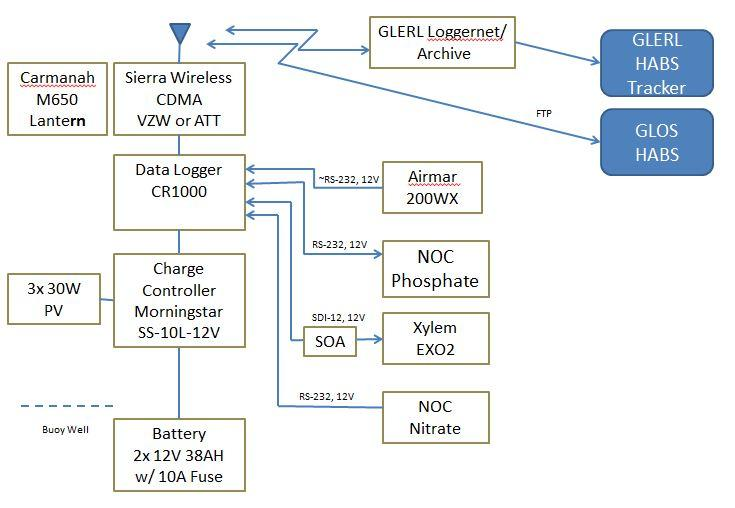 GLERL Loggernet/
Archive
GLERL
HABS
Tracker
Carmanah
M650
Lantern
Sierra Wireless
CDMA
VZW or ATT
FTP
GLOS
HABS
Data Logger
CR1000
~RS-232, 12V
Airmar
200WX
RS-232, 12V
NOC
Phosphate
3x 30W
PV
Charge
Controller
Morningstar
SS-10L-12V
SDI-12, 12V
SOA
Xylem
EXO2
RS-232, 12V
NOC
Nitrate
Buoy Well
Battery
2x 12V 38AH
w/ 10A Fuse